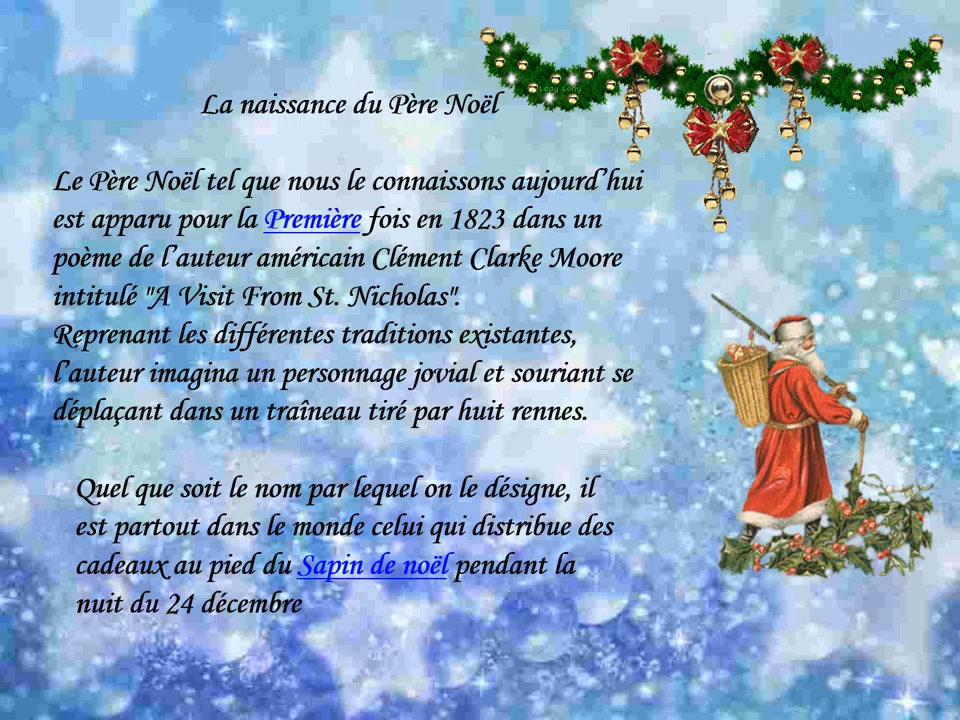 La naissance du Père Noël
Le Père Noël tel que nous le connaissons aujourd'hui
est apparu pour la Première fois en 1823 dans un
poème de l'auteur américain Clément Clarke Moore
intitulé "A Visit From St. Nicholas".
Reprenant les différentes traditions existantes,
l'auteur imagina un personnage jovial et souriant se
déplaçant dans un traîneau tiré par huit rennes.
Quel que soit le nom par lequel on le désigne, il
est partout dans le monde celui qui distribue des
cadeaux au pied du Sapin de noël pendant la
nuit du 24 décembre
Lady Lony